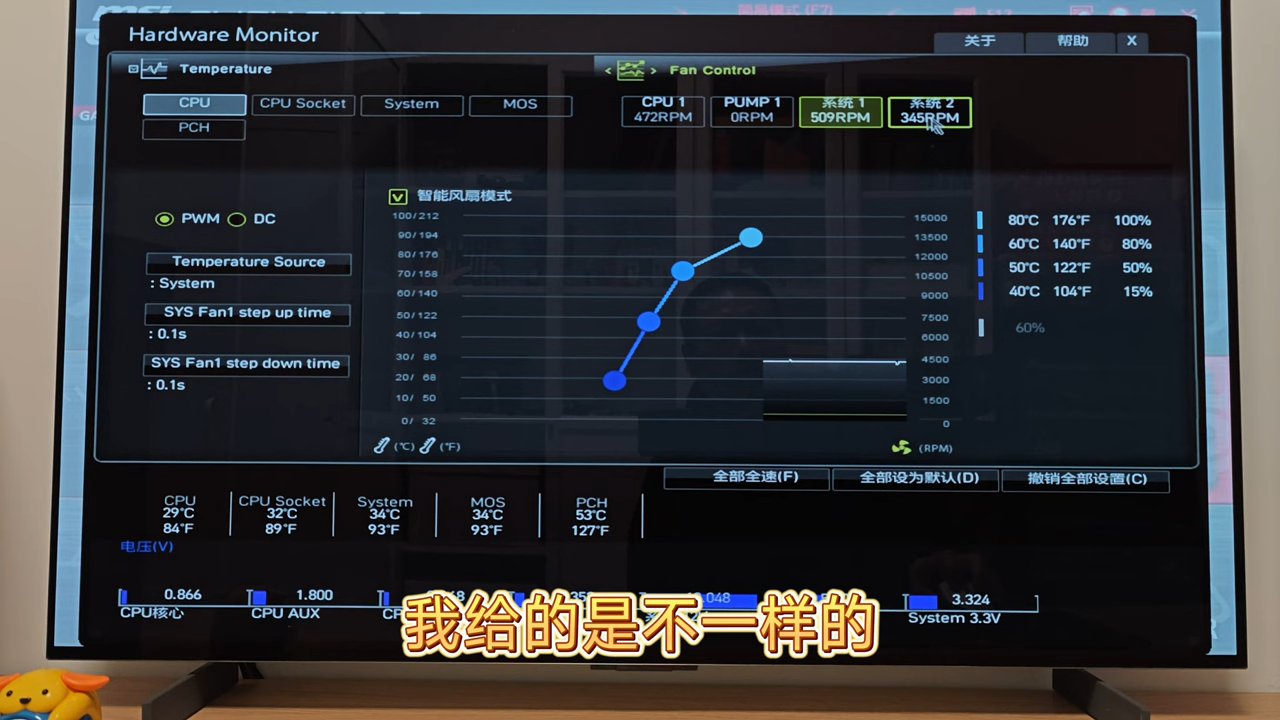 msi
简易模式 (F7)
F12
Hardware Monitor
关于
帮助
X
Temperature
< > Fan Control
CPU
CPU Socket
System
MOS
PCH
CPU 1
472RPM
PUMP 1
0RPM
系统 1
509RPM
系统 2
345RPM
智能风扇模式
PWM
DC
Temperature Source
: System
SYS Fan1 step up time
: 0.1s
SYS Fan1 step down time
: 0.1s
100/212
90/194
80/176
70/158
60/140
50/122
40/104
30/ 86
20/ 68
10/ 50
0/ 32
(℃) (℉)
15000
13500
12000
10500
9000
7500
6000
4500
3000
1500
0
(RPM)
80℃ 176℉ 100%
60℃ 140℉ 80%
50℃ 122℉ 50%
40℃ 104℉ 15%
60%
全部全速(F)
全部设为默认(D)
撤销全部设置(C)
CPU
29℃
84℉
CPU Socket
32℃
89℉
System
34℃
93℉
MOS
34℃
93℉
PCH
53℃
127℉
电压(V)
0.866
CPU核心
1.800
CPU AUX
3.324
System 3.3V
我给的是不一样的